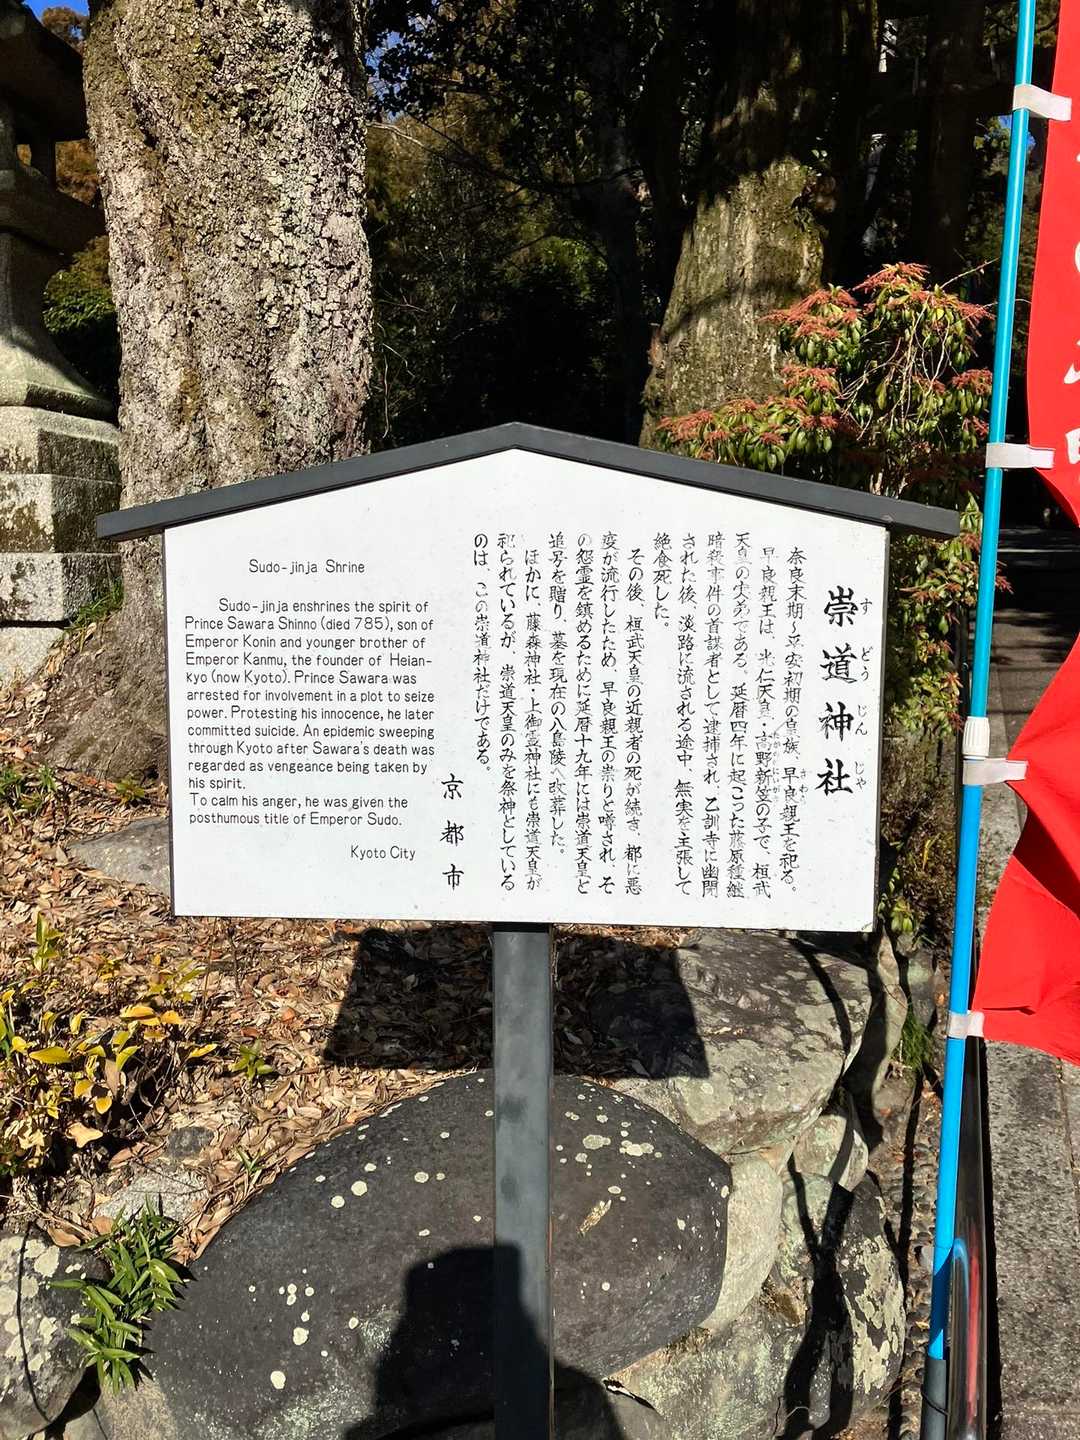 崇道神社
すどうじんじゃ
奈良末期〜平安初期の皇族、早良親王を祀る。
さわら
早良親王は、光仁天皇・高野新笠の子で、桓武
たかのにいがさ
天皇の実弟である。延暦四年に起こった藤原種継
暗殺事件の首謀者として逮捕され、乙訓寺に幽閉
された後、淡路に流される途中、無実を主張して
絶食死した。
その後、桓武天皇の近親者の死が続き、都に悪
疫が流行したため、早良親王の祟りと噂され、そ
の怨霊を鎮めるために延暦十九年には崇道天皇と
追号を贈り、墓を現在の八島陵へ改葬した。
ほかに、藤森神社・上御霊神社にも崇道天皇が
祀られているが、崇道天皇のみを祭神としている
のは、この崇道神社だけである。
京都市
Sudo-jinja Shrine
Sudo-jinja enshrines the spirit of
Prince Sawara Shinno (died 785), son of
Emperor Konin and younger brother of
Emperor Kanmu, the founder of Heian-
kyo (now Kyoto). Prince Sawara was
arrested for involvement in a plot to seize
power. Protesting his innocence, he later
committed suicide. An epidemic sweeping
through Kyoto after Sawara's death was
regarded as vengeance being taken by
his spirit.
To calm his anger, he was given the
posthumous title of Emperor Sudo.
Kyoto City